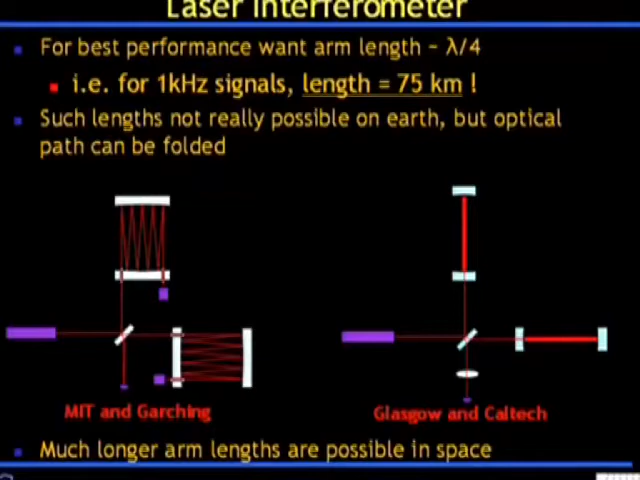 Laser Interferometer
For best performance want arm length ~ λ/4
i.e. for 1kHz signals, length = 75 km !
Such lengths not really possible on earth, but optical
path can be folded
MIT and Garching
Glasgow and Caltech
Much longer arm lengths are possible in space